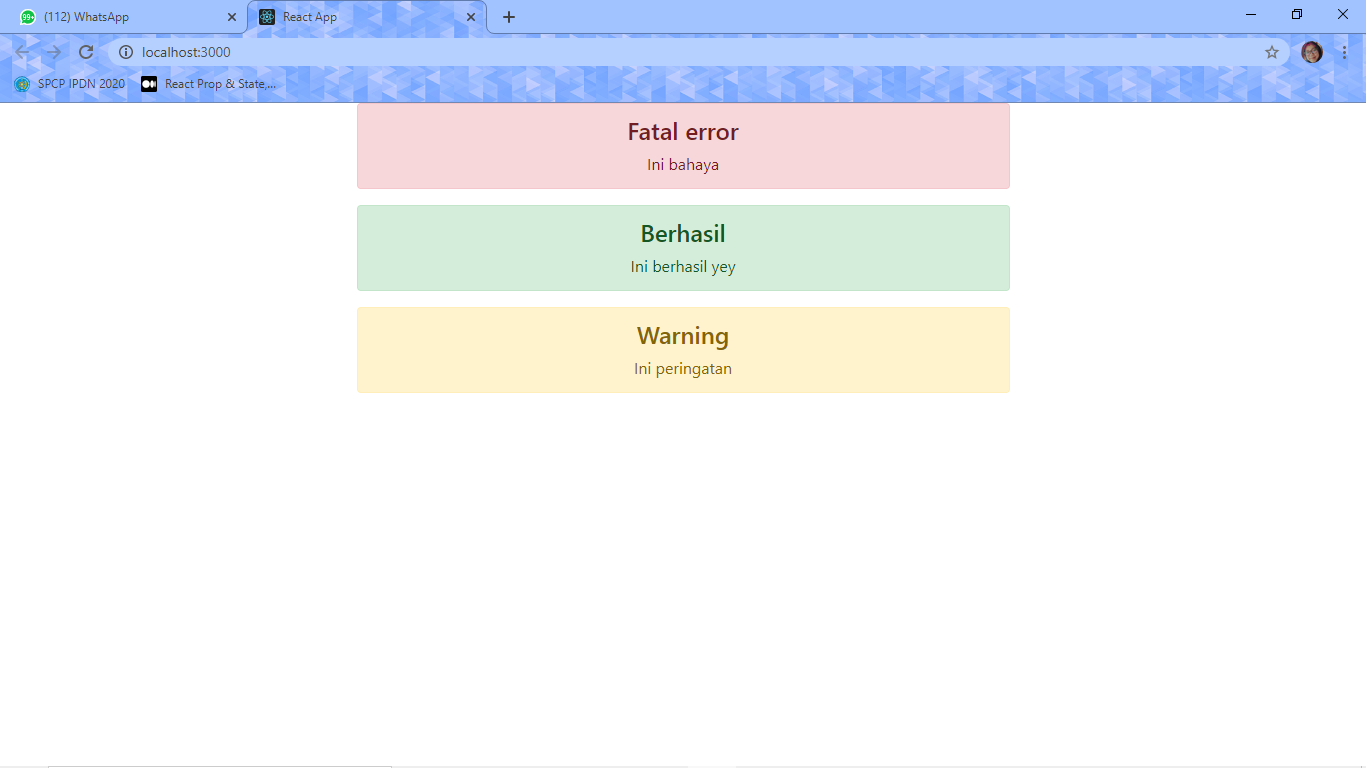 99+
(112) WhatsApp
React App
localhost:3000
SPCP IPDN 2020
React Prop & State,...
Fatal error
Ini bahaya
Berhasil
Ini berhasil yey
Warning
Ini peringatan